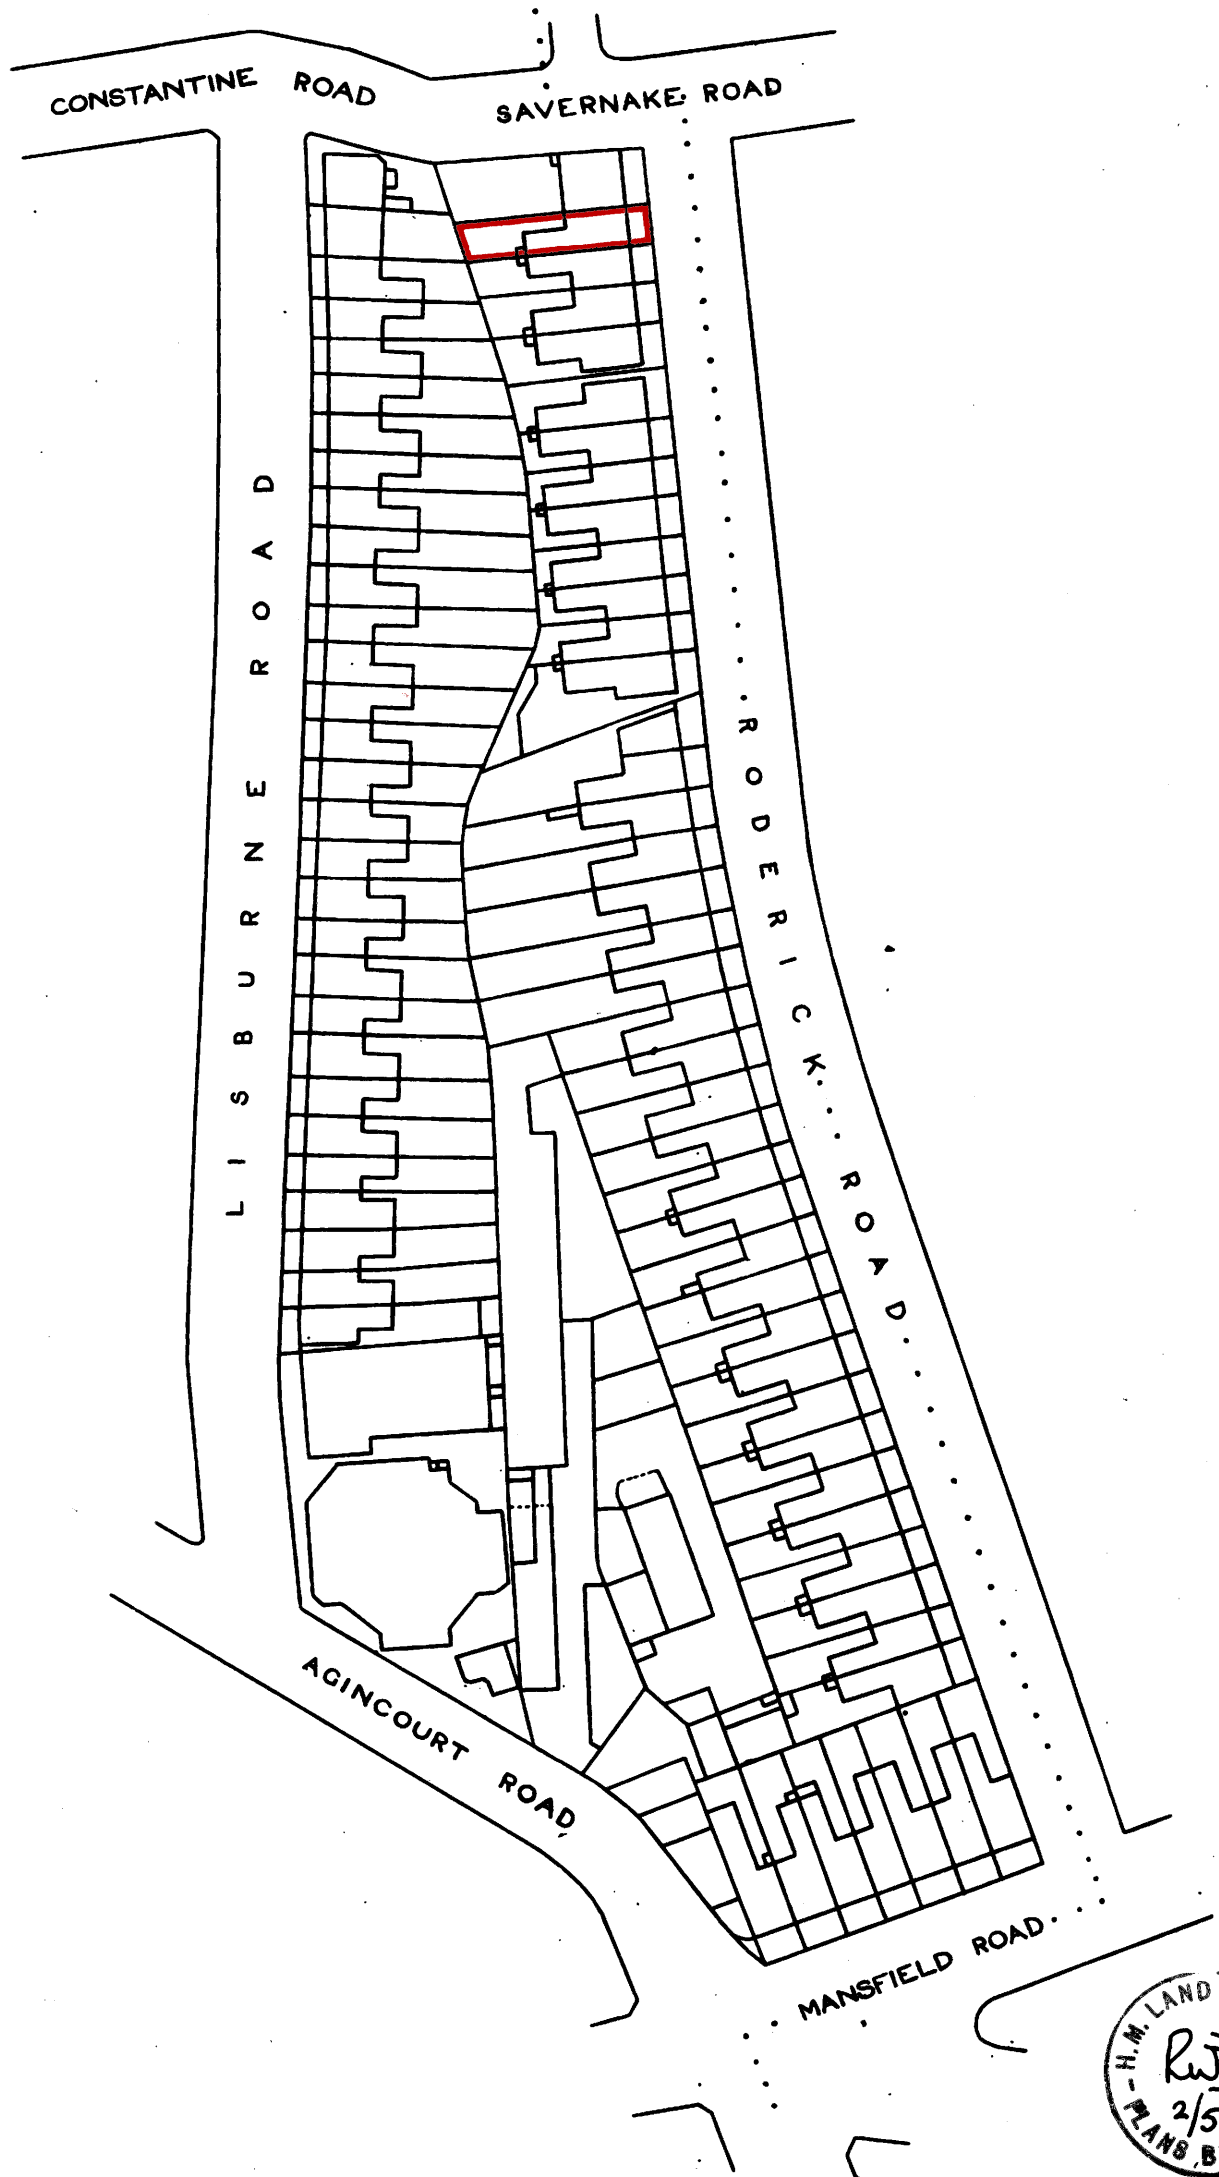 CONSTANTINE ROAD
SAVERNAKE ROAD
LISBURNE ROAD
RODERICK ROAD
AGINCOURT ROAD
MANSFIELD ROAD
H.M. LAND
2/5
PLANS, B